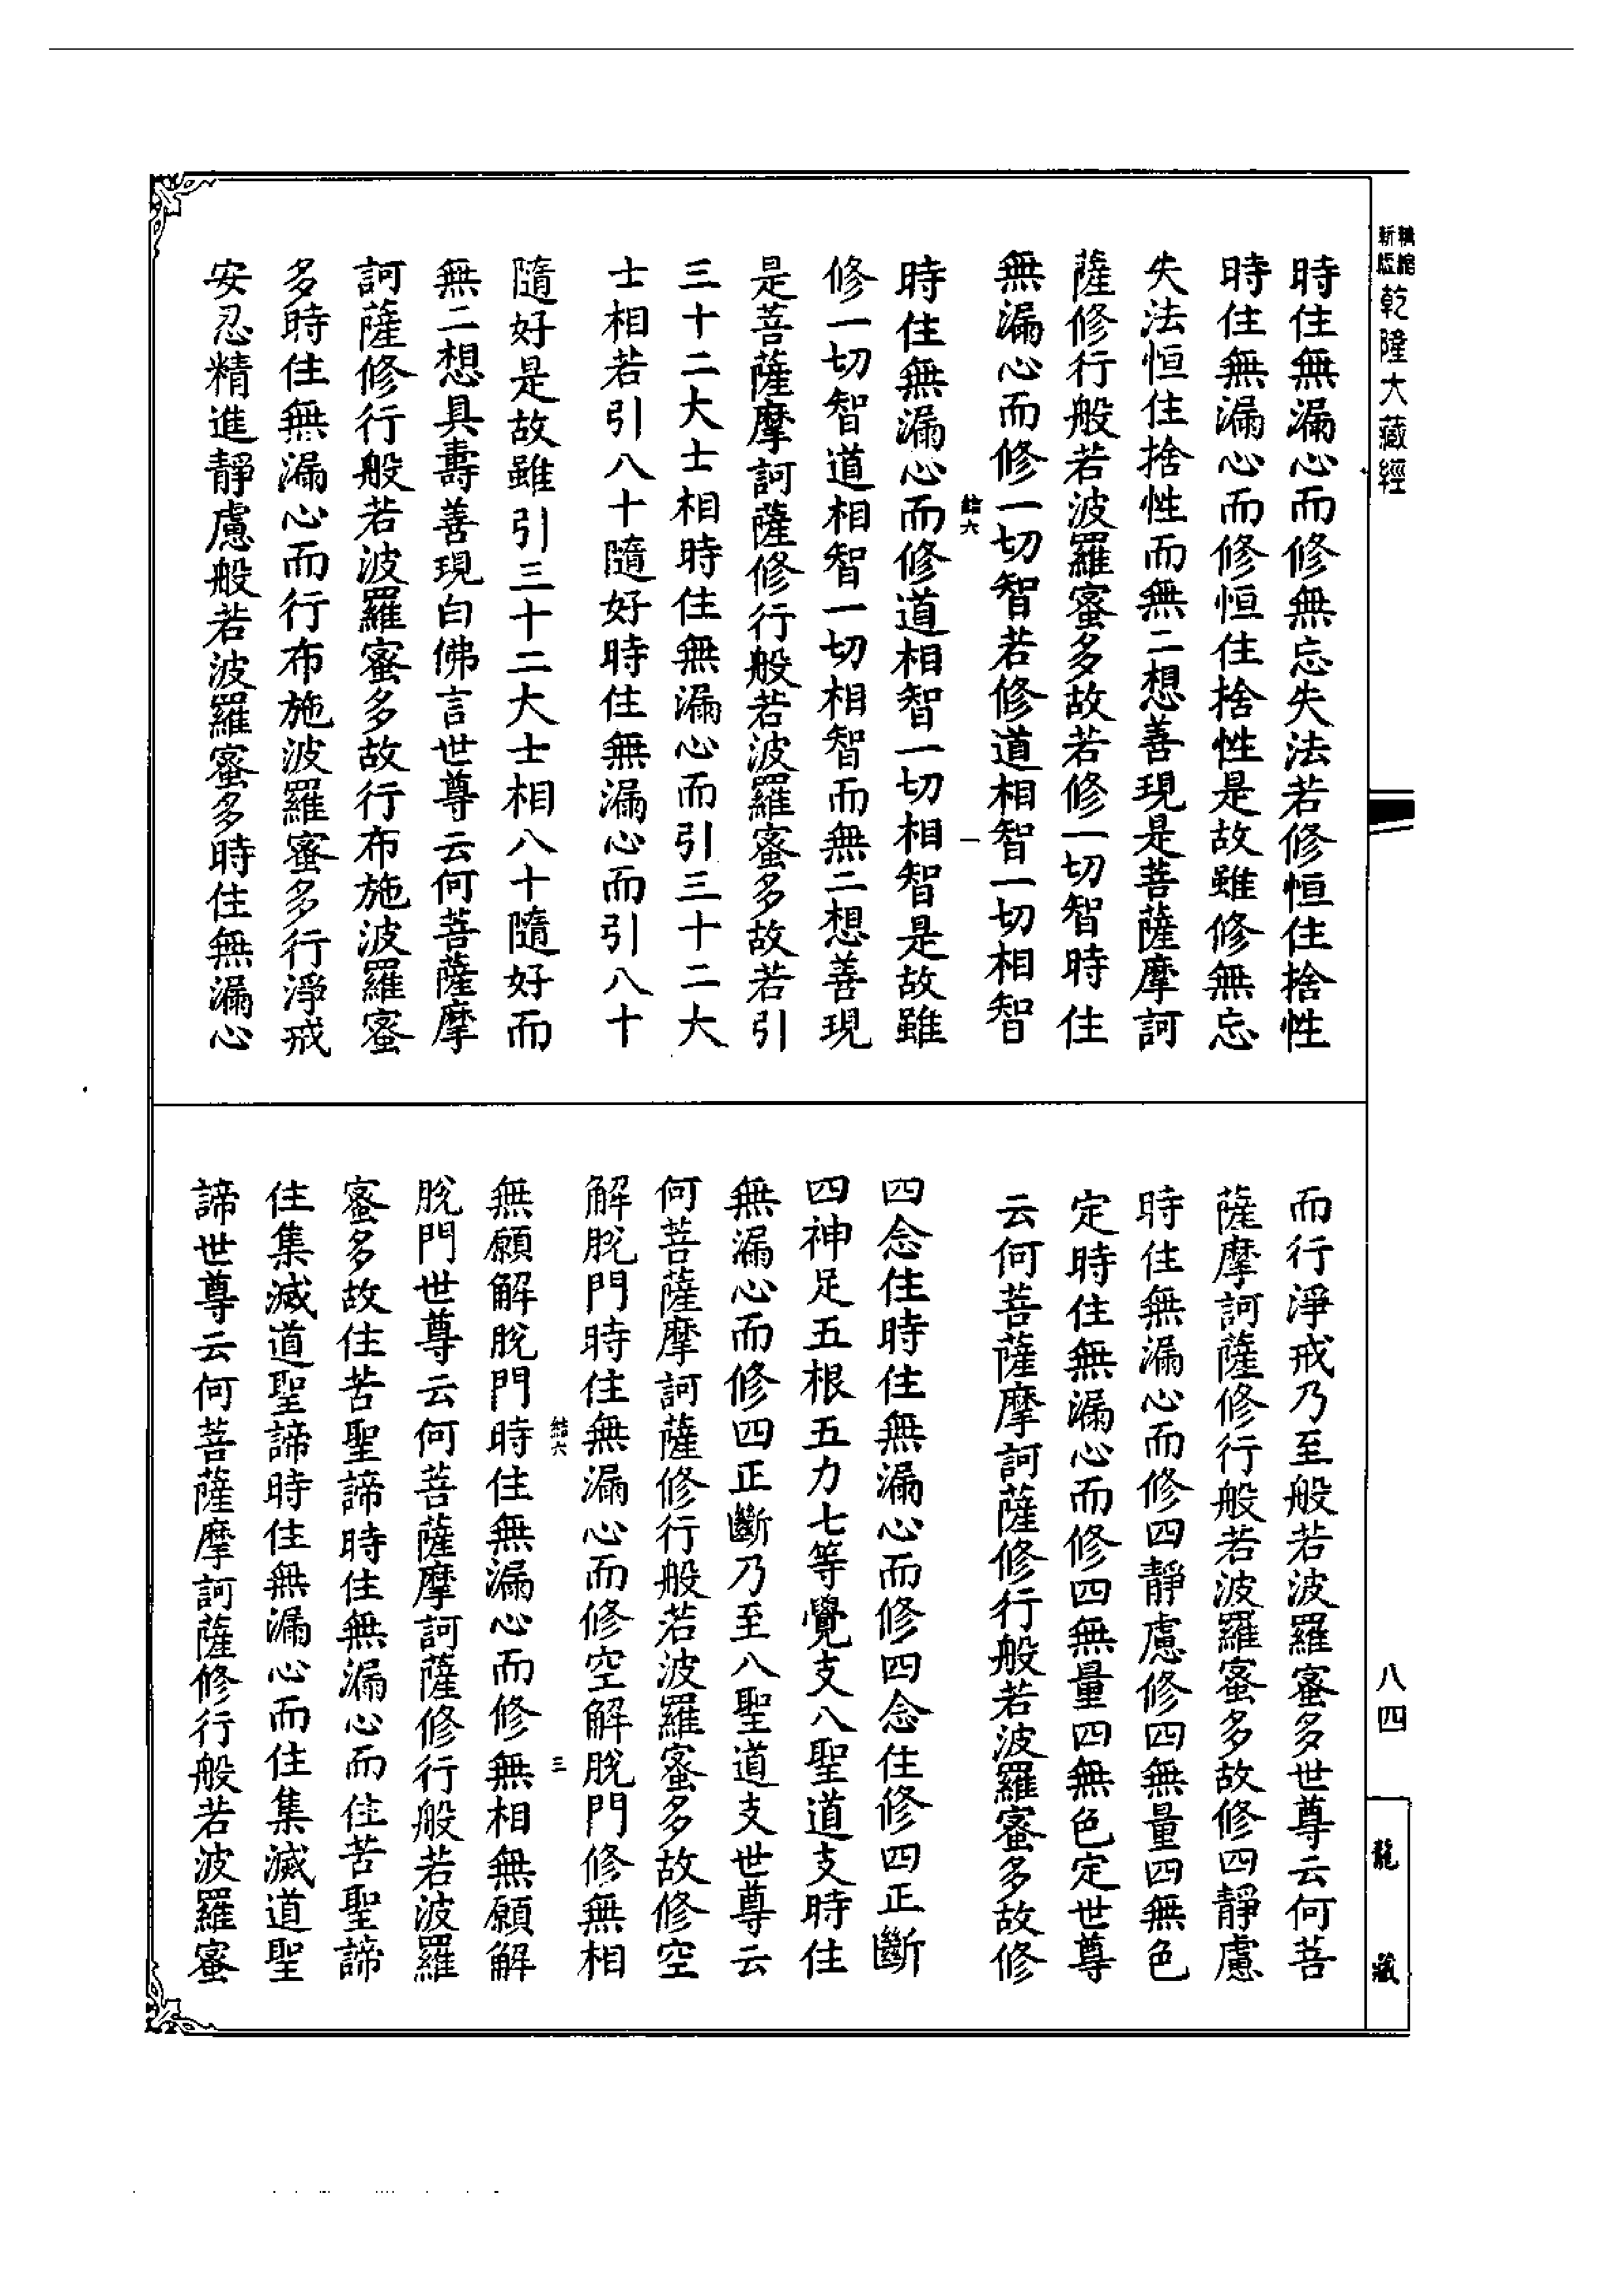 新縮
版輯
乾隆大藏經
時住無漏心而修無忘失法若修恒住捨性
時住無漏心而修恒住捨性是故雖修無忘
失法恒住捨性而無二想善現是菩薩摩訶
薩修行般若波羅蜜多故若修一切智時住
無漏心而修一切智若修道相智一切相智
結六
一
時住無漏心而修道相智一切相智是故雖
修一切智道相智一切相智而無二想善現
是菩薩摩訶薩修行般若波羅蜜多故若引
三十二大士相時住無漏心而引三十二大
士相若引八十隨好時住無漏心而引八十
隨好是故雖引三十二大士相八十隨好而
無二想具壽善現白佛言世尊云何菩薩摩
訶薩修行般若波羅蜜多故行布施波羅蜜
多時住無漏心而行布施波羅蜜多行淨戒
安忍精進靜慮般若波羅蜜多時住無漏心
而行淨戒乃至般若波羅蜜多世尊云何菩
薩摩訶薩修行般若波羅蜜多故修四靜慮
時住無漏心而修四靜慮修四無量四無色
定時住無漏心而修四無量四無色定世尊
云何菩薩摩訶薩修行般若波羅蜜多故修
四念住時住無漏心而修四念住修四正斷
四神足五根五力七等覺支八聖道支時住
無漏心而修四正斷乃至八聖道支世尊云
何菩薩摩訶薩修行般若波羅蜜多故修空
解脫門時住無漏心而修空解脫門修無相
結六
三
無願解脫門時住無漏心而修無相無願解
脫門世尊云何菩薩摩訶薩修行般若波羅
蜜多故住苦聖諦時住無漏心而住苦聖諦
住集滅道聖諦時住無漏心而住集滅道聖
諦世尊云何菩薩摩訶薩修行般若波羅蜜
八四
龍藏